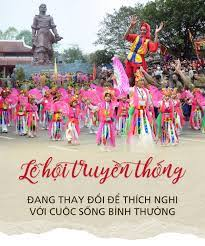 Lễ hội truyền thống
ĐANG THAY ĐỔI ĐỂ THÍCH NGHI
VỚI CUỘC SỐNG BÌNH THƯỜNG